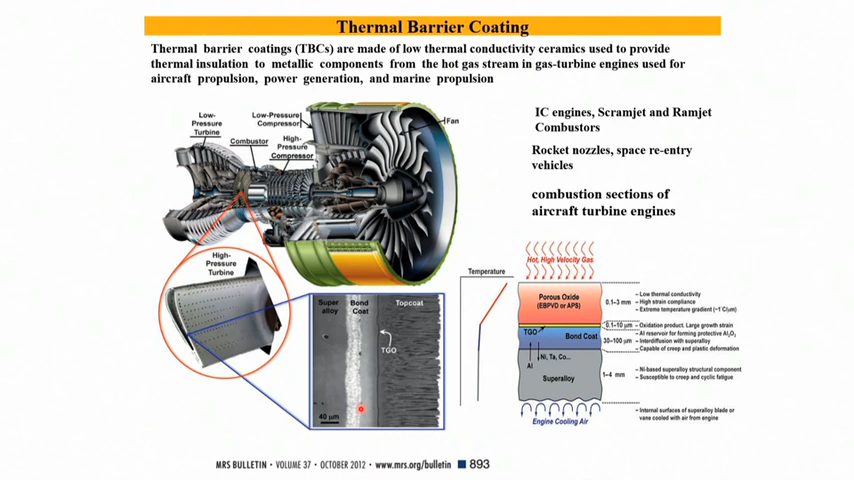 Thermal Barrier Coating
Thermal barrier coatings (TBCs) are made of low thermal conductivity ceramics used to provide
thermal insulation to metallic components from the hot gas stream in gas-turbine engines used for
aircraft propulsion, power generation, and marine propulsion
Low-
Pressure
Turbine
Combustor
Low-Pressure
Compressor
High-
Pressure
Compressor
Fan
IC engines, Scramjet and Ramjet
Combustors
Rocket nozzles, space re-entry
vehicles
combustion sections of
aircraft turbine engines
High-
Pressure
Turbine
Super
alloy
Bond
Coat
Topcoat
TGO
40 µm
Temperature
Hot, High Velocity Gas
Porous Oxide
(EBPVD or APS)
TGO
Bond Coat
Ni, Ta, Co...
Al
Superalloy
Engine Cooling Air
0.1–3 mm
0.1–10 µm
30–100 µm
1–4 mm
– Low thermal conductivity
– High strain compliance
– Extreme temperature gradient (~1°C/µm)
– Oxidation product. Large growth strain
– Al reservoir for forming protective Al2O3
– Interdiffusion with superalloy
– Capable of creep and plastic deformation
– Ni-based superalloy structural component
– Susceptible to creep and cyclic fatigue
– Internal surfaces of superalloy blade or
vane cooled with air from engine
MRS BULLETIN • VOLUME 37 • OCTOBER 2012 • www.mrs.org/bulletin ■ 893